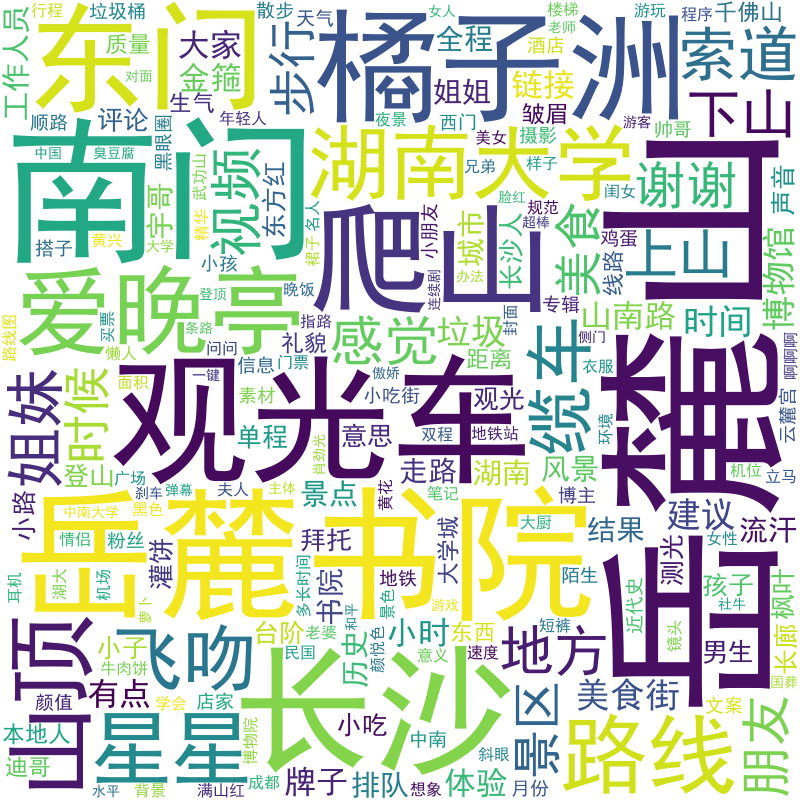 行程
垃圾桶
散步
天气
女人
楼梯
老师
游玩
程序
千佛山
工作人员
东门
质量
大家
步行
橘子洲
全程
酒店
索道
对面
金箍
链接
生气
姐姐
皱眉
下山
顺路
评论
年轻人
夜景
西门
美女
摄影
帅哥
游客
中国
臭豆腐
黑眼圈
南门
湖南大学
兄弟
样子
闺女
谢谢
声音
武功山
宇哥
视频
东方红
脸红
规范
超棒
鸡蛋
搭子
黄兴
精华
大学
裙子
名人
爬山
小朋友
城市
长沙人
美食
上山
博物馆
小孩
连续剧
办法
线路
爱晚亭
登顶
晚饭
指路
封面
专辑
山南路
时间
路线图
买票
条路
感觉
垃圾
侧门
啊啊啊
懒人
问问
礼貌
距离
缆车
衣服
云麓宫
信息
门票
傲娇
姐妹
时候
面积
一键
观光车
素材
小吃街
观光
环境
岳麓山
单程
意思
双程
地铁站
登山
广场
肖劲光
走路
湖南
风景
机位
立马
小路
刹车
弹幕
夫人
主体
景点
笔记
黄花
博主
中南大学
黑色
岳麓书院
大厨
结果
建议
流汗
情侣
粉丝
灌饼
拜托
大学城
女性
测光
耳机
湖大
机场
多长时间
书院
地铁
陌生
孩子
枫叶
萝卜
景色
游戏
近代史
社牛
山顶
飞吻
台阶
老婆
和平
小时
东西
短裤
镜头
长廊
小子
历史
颜悦色
意义
速度
地方
男生
国葬
牛肉饼
民国
颜值
有点
学会
店家
长沙
景区
美食街
文案
朋友
本地人
星星
博物院
小吃
中南
斜眼
路线
迪哥
水平
背景
满山红
成都
牌子
排队
想象
体验
月份